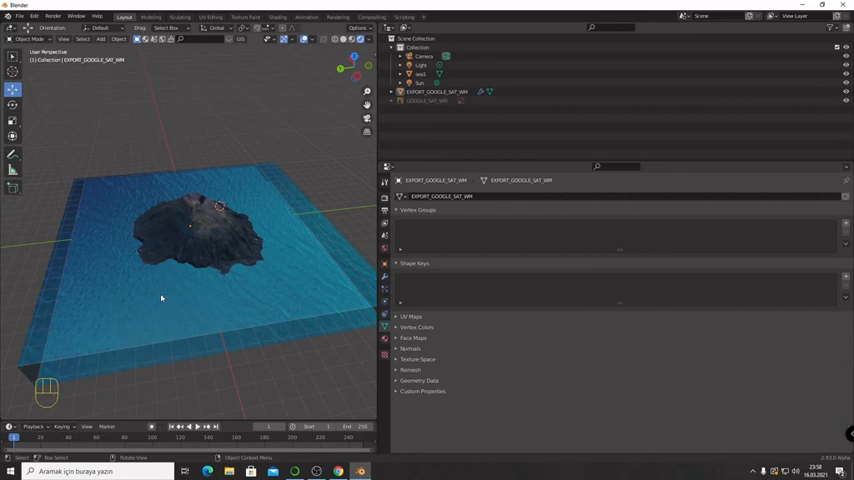 Blender
File Edit Render Window Help Layout Modeling Sculpting UV Editing Texture Paint Shading Animation Rendering Compositing Scripting + Scene View Layer
Orientation: Default Drag: Select Box Global Options
Object Mode View Select Add Object GIS
User Perspective
(1) Collection | EXPORT_GOOGLE_SAT_WM
Scene Collection
Collection
Camera
Light
Sun
EXPORT_GOOGLE_SAT_WM
GOOGLE_SAT_WM
EXPORT_GOOGLE_SAT_WM EXPORT_GOOGLE_SAT_WM
EXPORT_GOOGLE_SAT_WM
Vertex Groups
Shape Keys
UV Maps
Vertex Colors
Face Maps
Normals
Texture Space
Remesh
Geometry Data
Custom Properties
Playback Keying View Marker 1 Start 1 End 250
1 20 40 60 80 100 120 140 160 180 200 220 240
Select Box Select Rotate View Object Context Menu 2.93.0 Alpha
Aramak için buraya yazın
23:58
16.03.2021